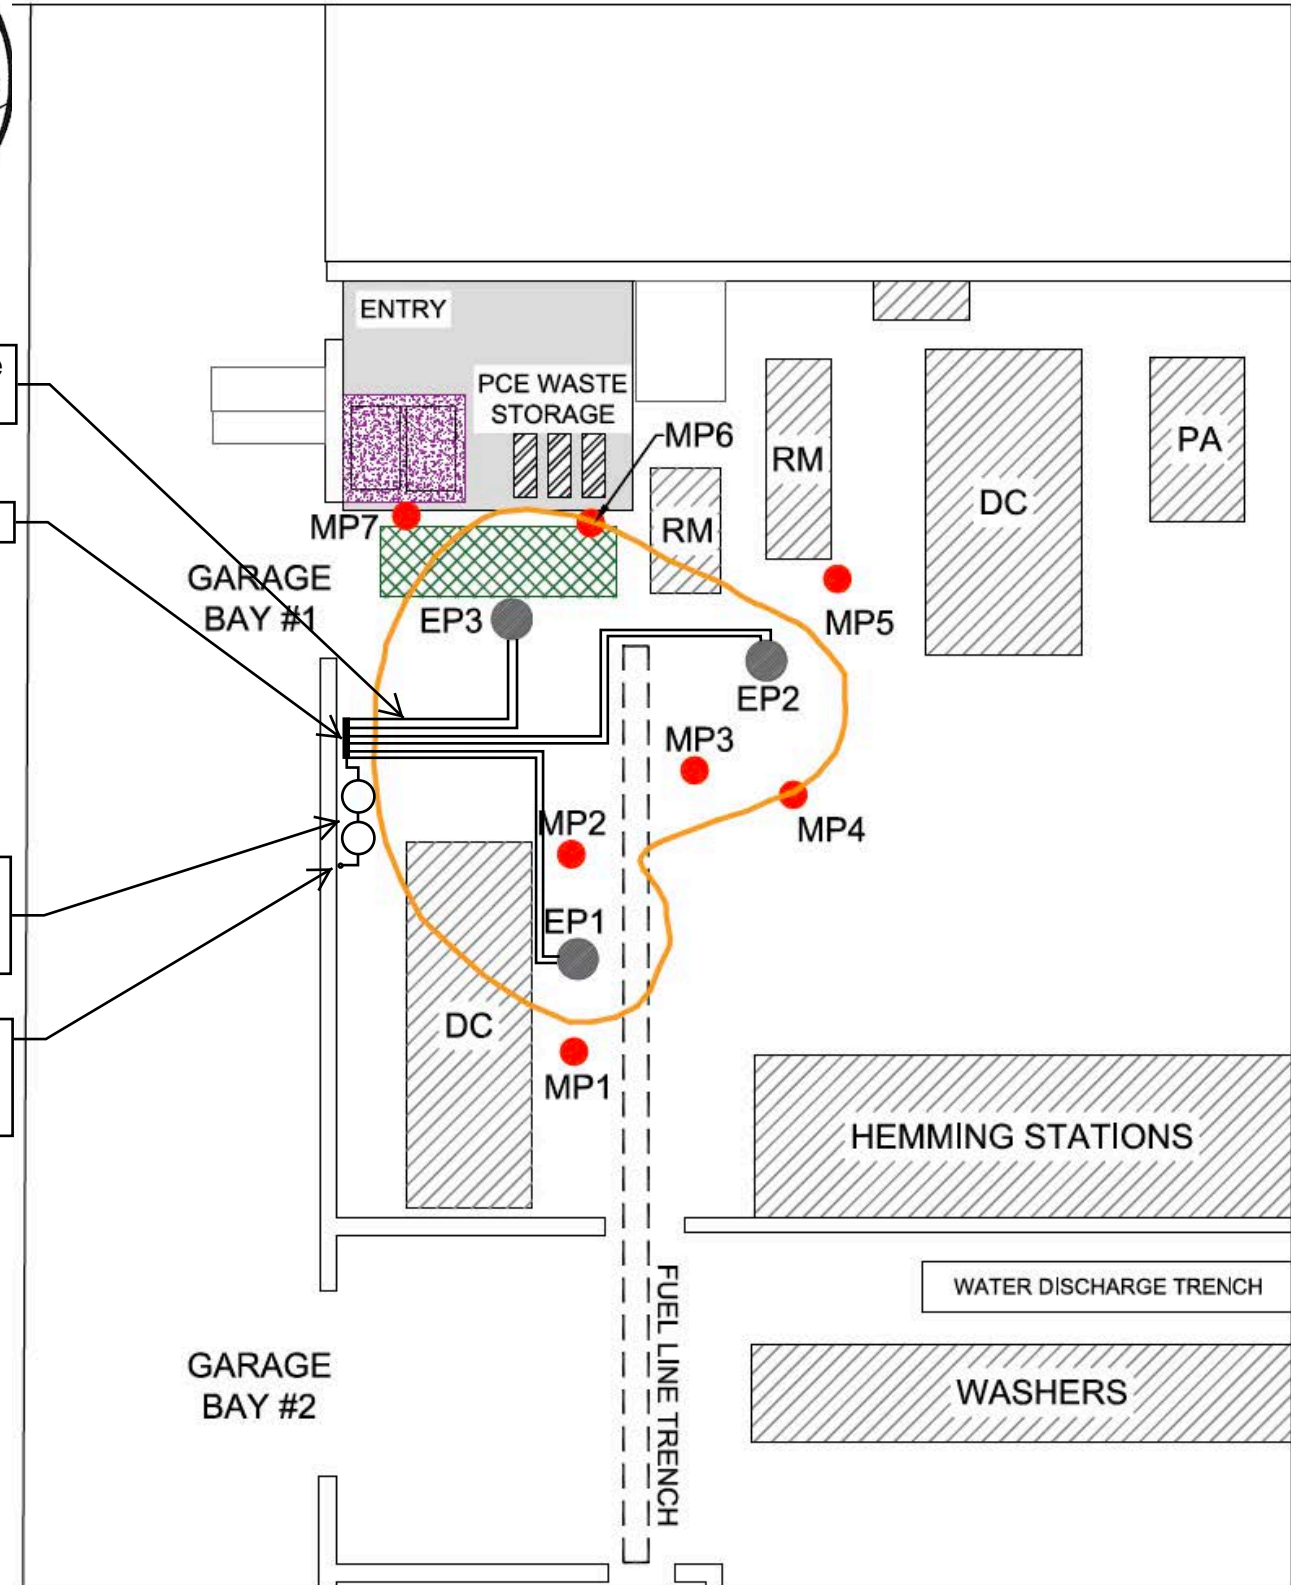 ENTRY
PCE WASTE
STORAGE
MP6
RM
DC
PA
MP7
RM
GARAGE
BAY #1
EP3
MP5
EP2
MP3
MP2
MP4
EP1
DC
MP1
HEMMING STATIONS
WATER DISCHARGE TRENCH
FUEL LINE TRENCH
GARAGE
BAY #2
WASHERS